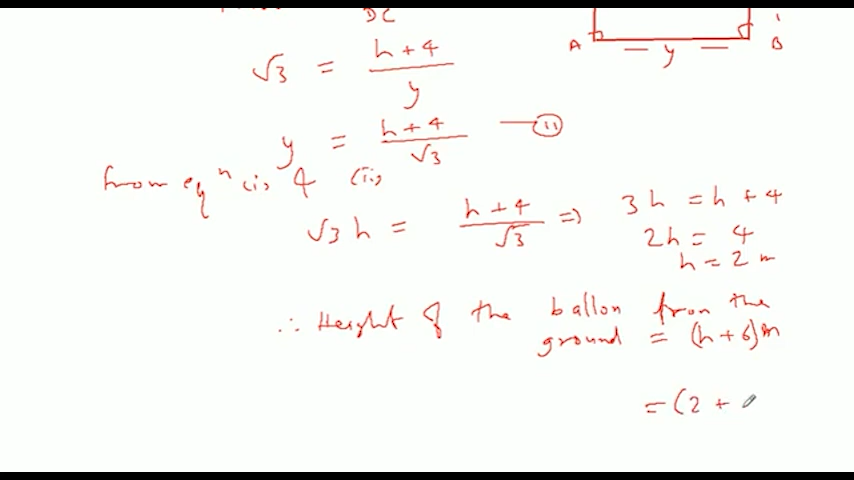 DC
A — y — B
√3 = h+4/y
y = h+4/√3 — (ii)
from eqⁿ (i) & (ii)
√3 h = h+4/√3 => 3h = h+4
2h = 4
h = 2 m
∴ Height of the ballon from the
ground = (h+6)m
= (2 +